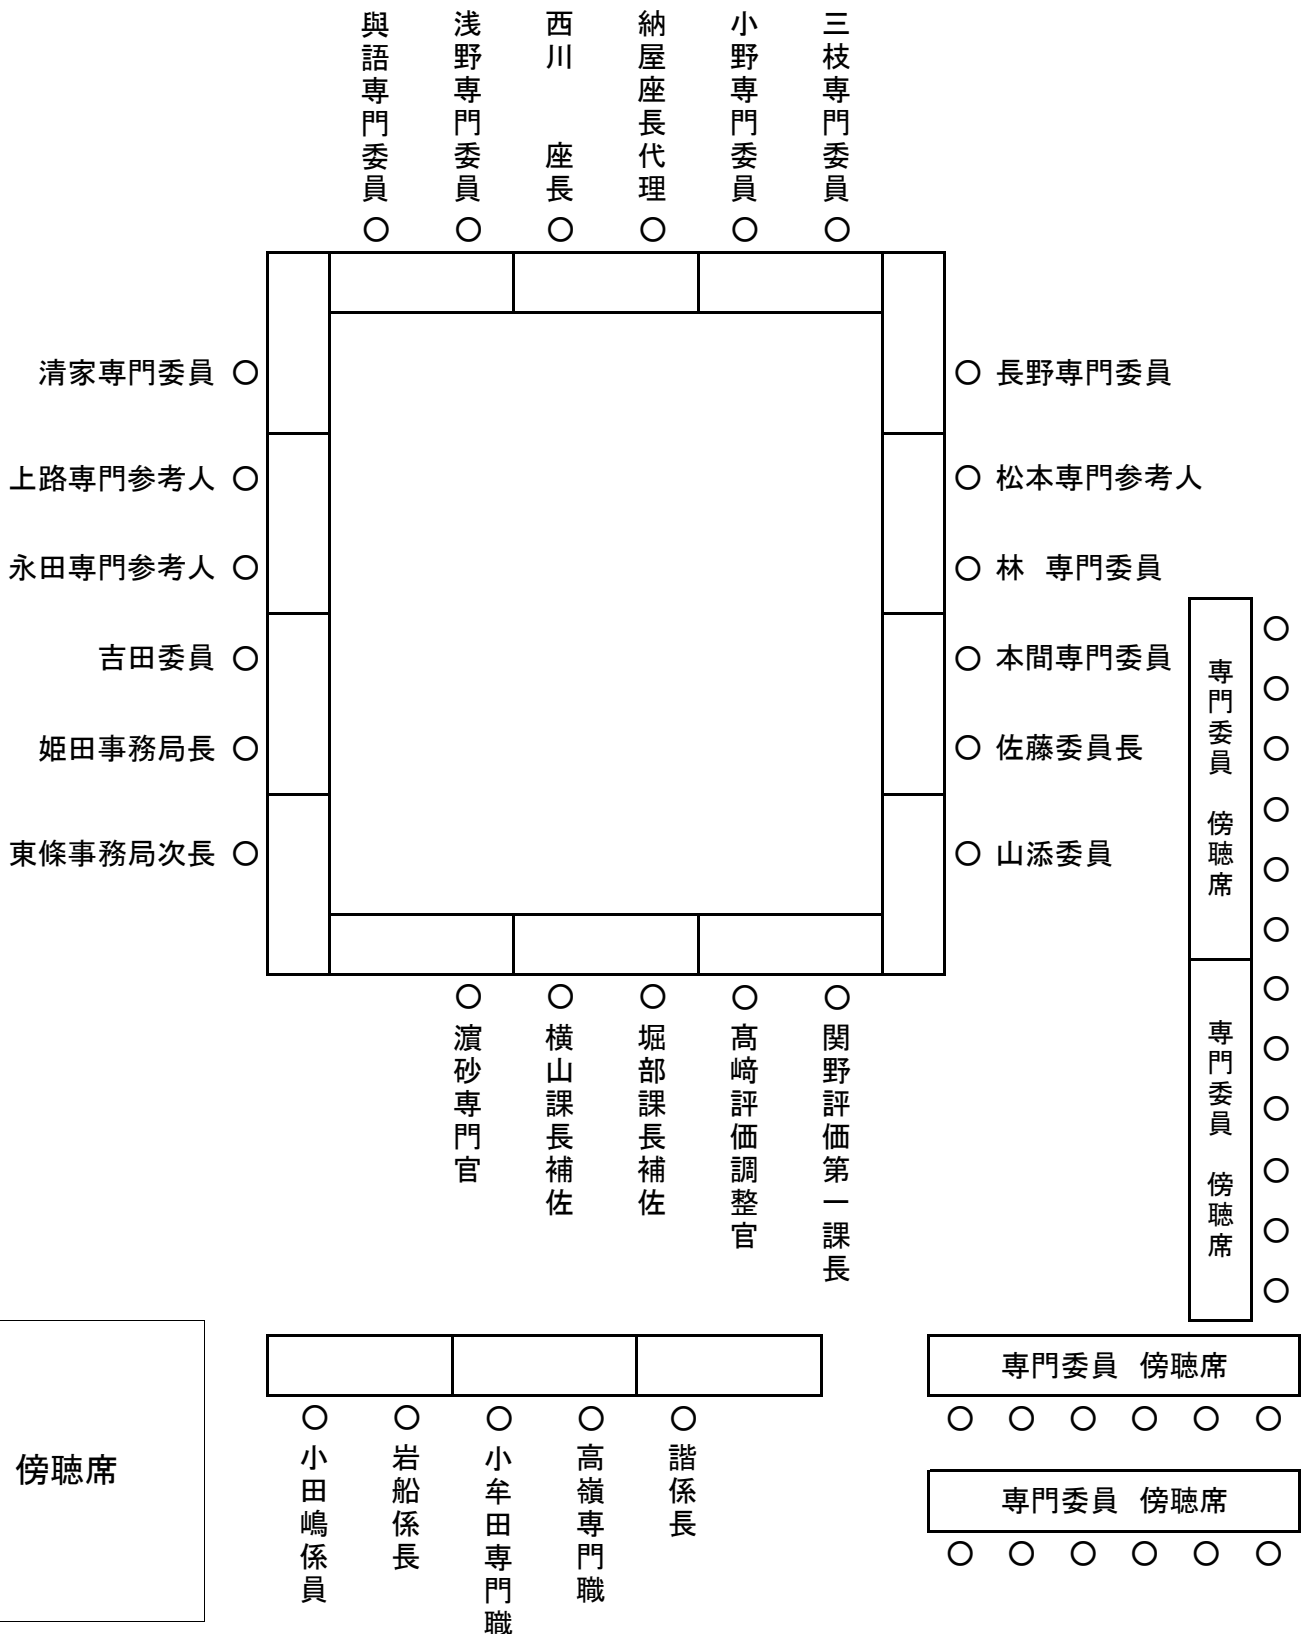 與語専門委員
浅野専門委員
西川　座長
納屋座長代理
小野専門委員
三枝専門委員
清家専門委員
上路専門参考人
永田専門参考人
吉田委員
姫田事務局長
東條事務局次長
長野専門委員
松本専門参考人
林　専門委員
本間専門委員
佐藤委員長
山添委員
濵砂専門官
横山課長補佐
堀部課長補佐
髙﨑評価調整官
関野評価第一課長
専門委員　傍聴席
専門委員　傍聴席
傍聴席
小田嶋係員
岩船係長
小牟田専門職
高嶺専門職
諧係長
専門委員　傍聴席
専門委員　傍聴席